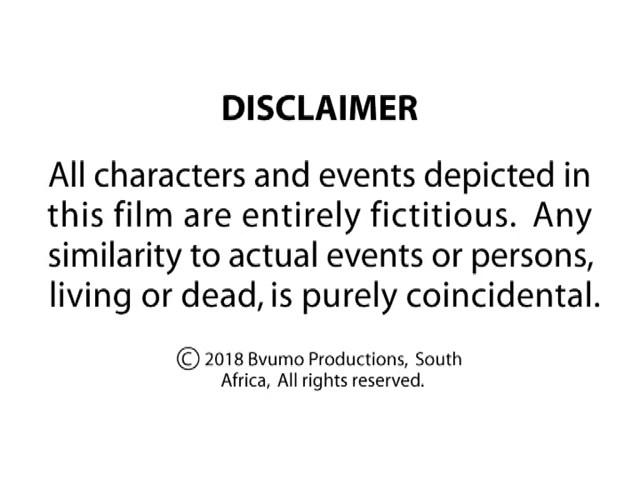 DISCLAIMER
All characters and events depicted in
this film are entirely fictitious. Any
similarity to actual events or persons,
living or dead, is purely coincidental.
© 2018 Bvumo Productions, South
Africa, All rights reserved.